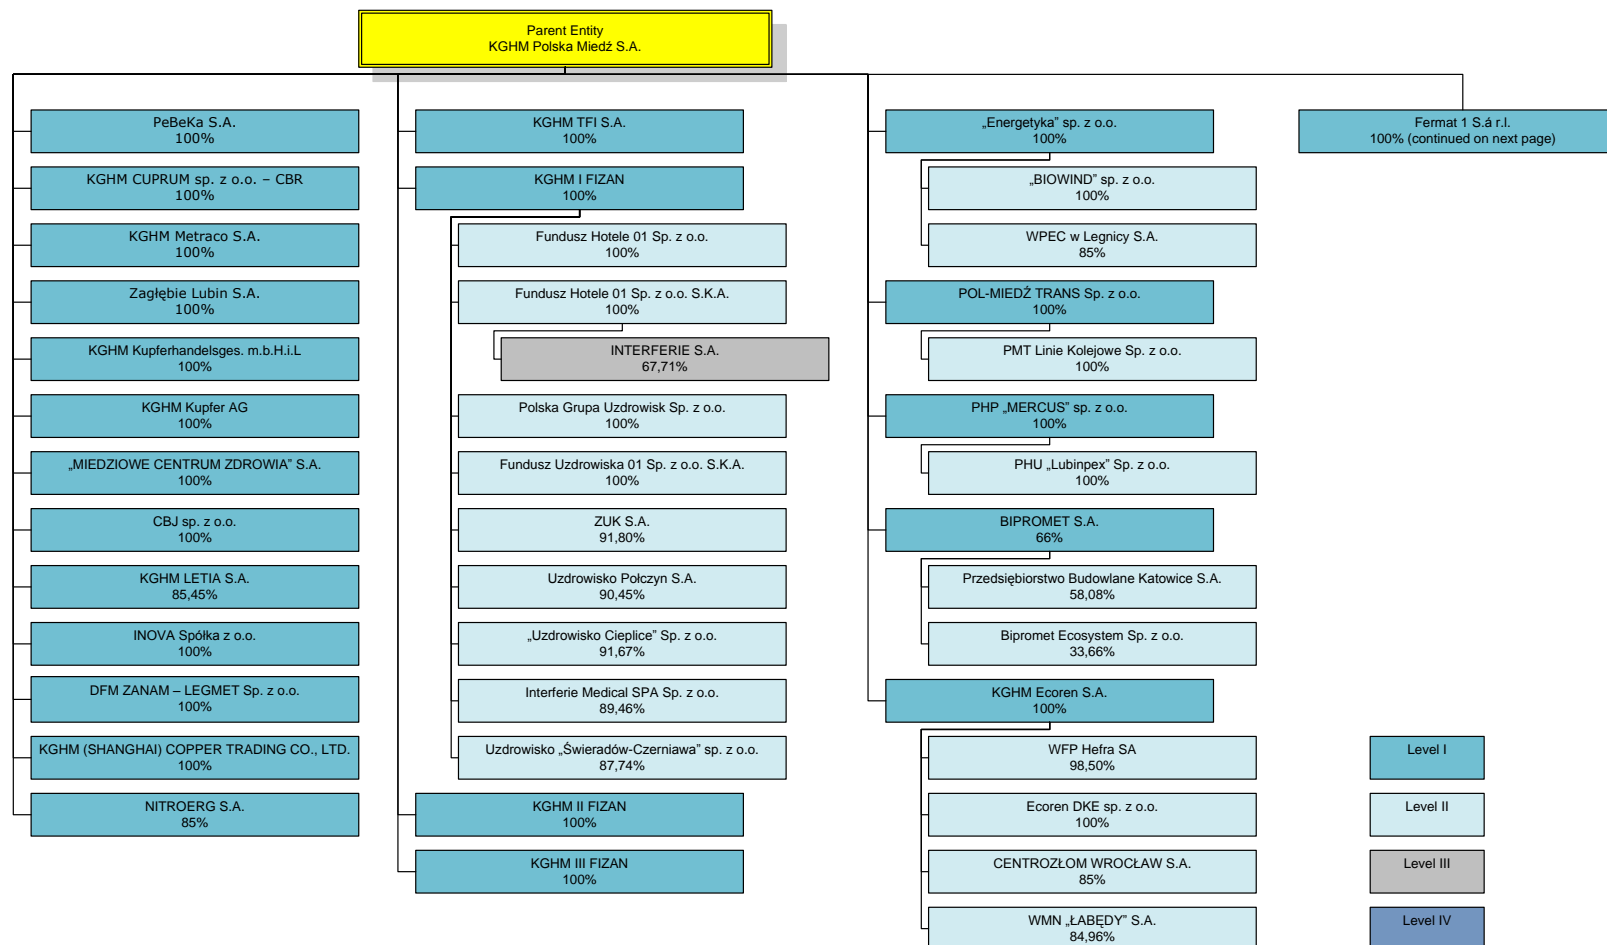 Parent Entity
KGHM Polska Miedź S.A.
PeBeKa S.A.
100%
KGHM CUPRUM sp. z o.o. – CBR
100%
KGHM Metraco S.A.
100%
Zagłębie Lubin S.A.
100%
KGHM Kupferhandelsges. m.b.H.i.L
100%
KGHM Kupfer AG
100%
„MIEDZIOWE CENTRUM ZDROWIA” S.A.
100%
CBJ sp. z o.o.
100%
KGHM LETIA S.A.
85,45%
INOVA Spółka z o.o.
100%
DFM ZANAM – LEGMET Sp. z o.o.
100%
KGHM (SHANGHAI) COPPER TRADING CO., LTD.
100%
NITROERG S.A.
85%
KGHM TFI S.A.
100%
KGHM I FIZAN
100%
Fundusz Hotele 01 Sp. z o.o.
100%
Fundusz Hotele 01 Sp. z o.o. S.K.A.
100%
INTERFERIE S.A.
67,71%
Polska Grupa Uzdrowisk Sp. z o.o.
100%
Fundusz Uzdrowiska 01 Sp. z o.o. S.K.A.
100%
ZUK S.A.
91,80%
Uzdrowisko Połczyn S.A.
90,45%
„Uzdrowisko Cieplice” Sp. z o.o.
91,67%
Interferie Medical SPA Sp. z o.o.
89,46%
Uzdrowisko „Świeradów-Czerniawa” sp. z o.o.
87,74%
KGHM II FIZAN
100%
KGHM III FIZAN
100%
„Energetyka” sp. z o.o.
100%
„BIOWIND” sp. z o.o.
100%
WPEC w Legnicy S.A.
85%
POL-MIEDŹ TRANS Sp. z o.o.
100%
PMT Linie Kolejowe Sp. z o.o.
100%
PHP „MERCUS” sp. z o.o.
100%
PHU „Lubinpex” Sp. z o.o.
100%
BIPROMET S.A.
66%
Przedsiębiorstwo Budowlane Katowice S.A.
58,08%
Bipromet Ecosystem Sp. z o.o.
33,66%
KGHM Ecoren S.A.
100%
WFP Hefra SA
98,50%
Ecoren DKE sp. z o.o.
100%
CENTROZŁOM WROCŁAW S.A.
85%
WMN „ŁABĘDY” S.A.
84,96%
Fermat 1 S.á r.l.
100% (continued on next page)
Level I
Level II
Level III
Level IV